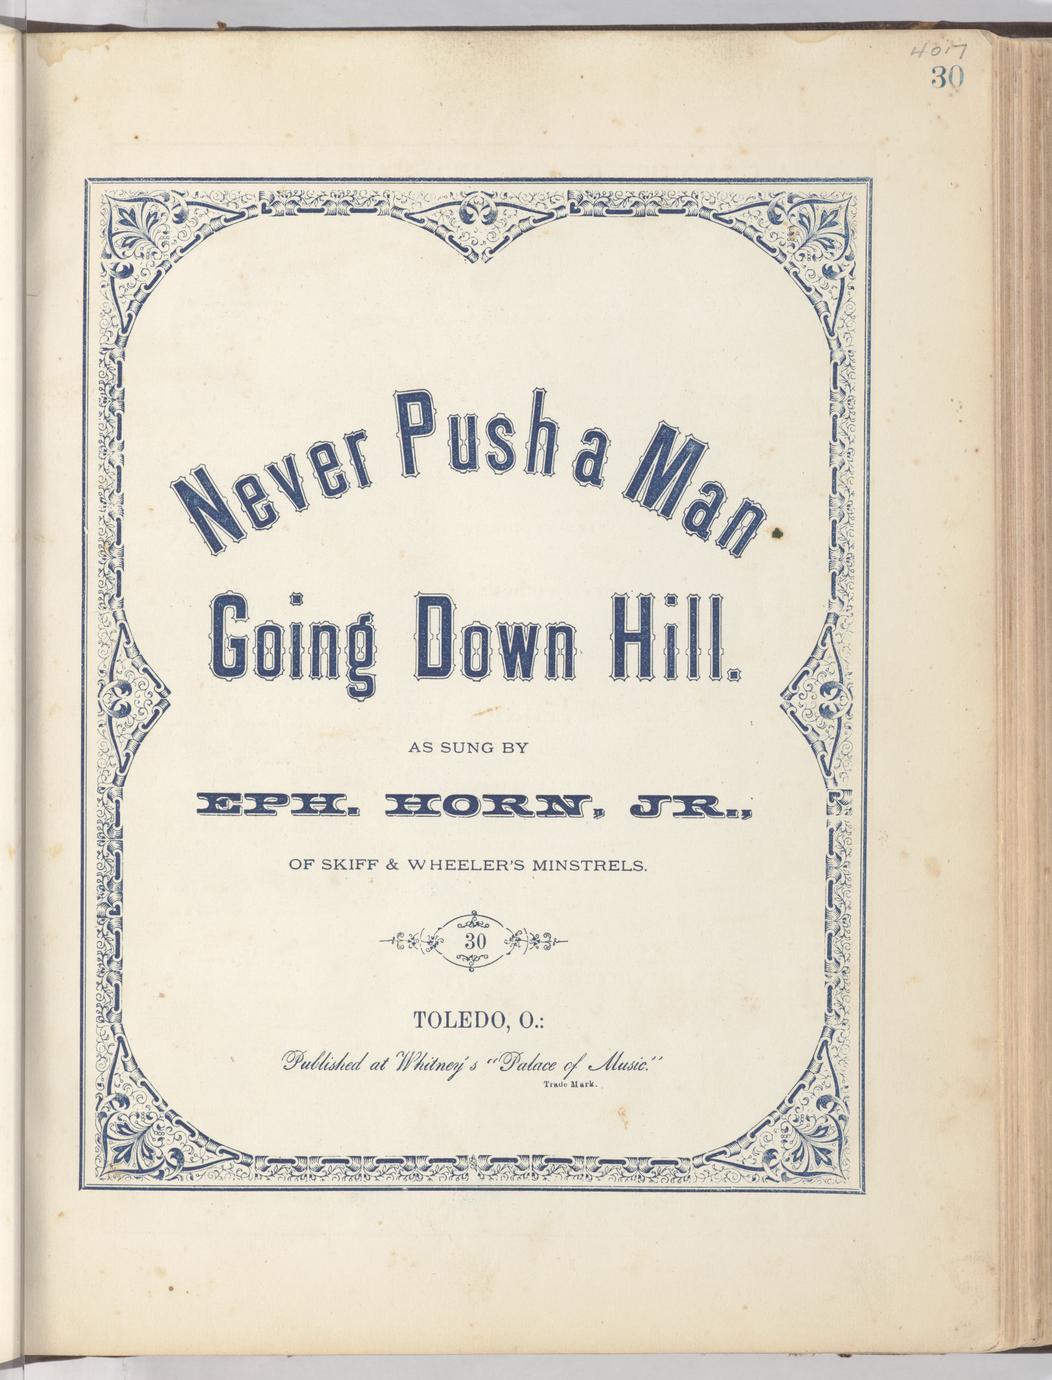 4017
30
Never Push a Man
Going Down Hill.
AS SUNG BY
EPH. HORN, JR.,
OF SKIFF & WHEELER'S MINSTRELS.
30
TOLEDO, O.:
Published at Whitney's "Palace of Music."
Trade Mark.